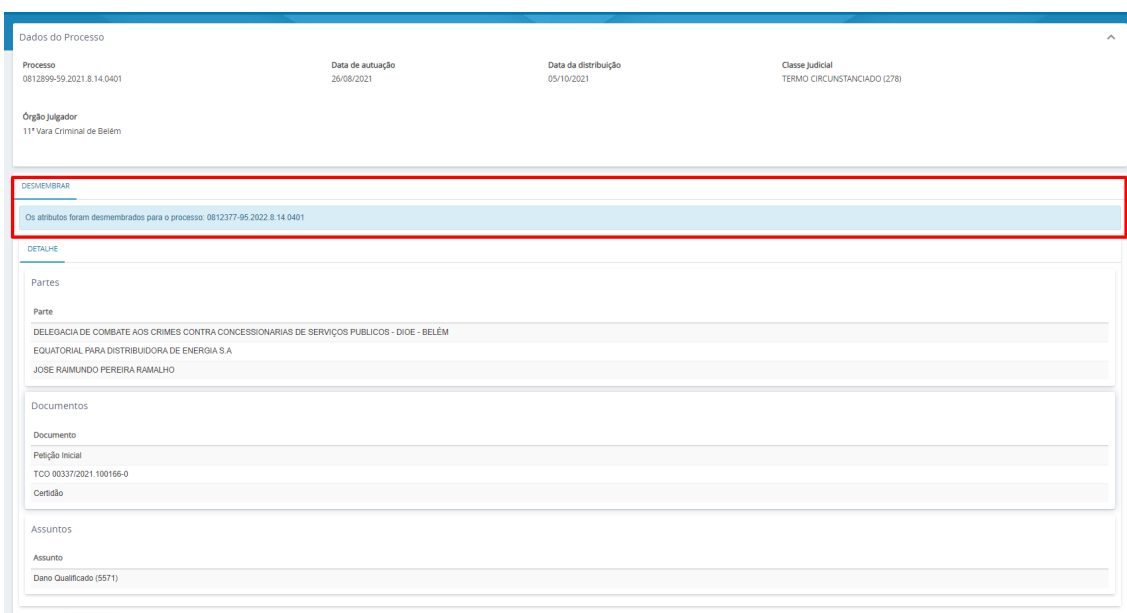 Dados do Processo
Processo Data de autuação Data da distribuição Classe Judicial
0812899-59.2021.8.14.0401 26/08/2021 05/10/2021 TERMO CIRCUNSTANCIADO (278)
Órgão Julgador
11ª Vara Criminal de Belém
DESMEMBRAR
Os atributos foram desmembrados para o processo: 0812377-95.2022.8.14.0401
DETALHE
Partes
Parte
DELEGACIA DE COMBATE AOS CRIMES CONTRA CONCESSIONARIAS DE SERVIÇOS PUBLICOS - DIOE - BELÉM
EQUATORIAL PARA DISTRIBUIDORA DE ENERGIA S.A
JOSE RAIMUNDO PEREIRA RAMALHO
Documentos
Documento
Petição Inicial
TCO 00337/2021.100166-0
Certidão
Assuntos
Assunto
Dano Qualificado (5571)